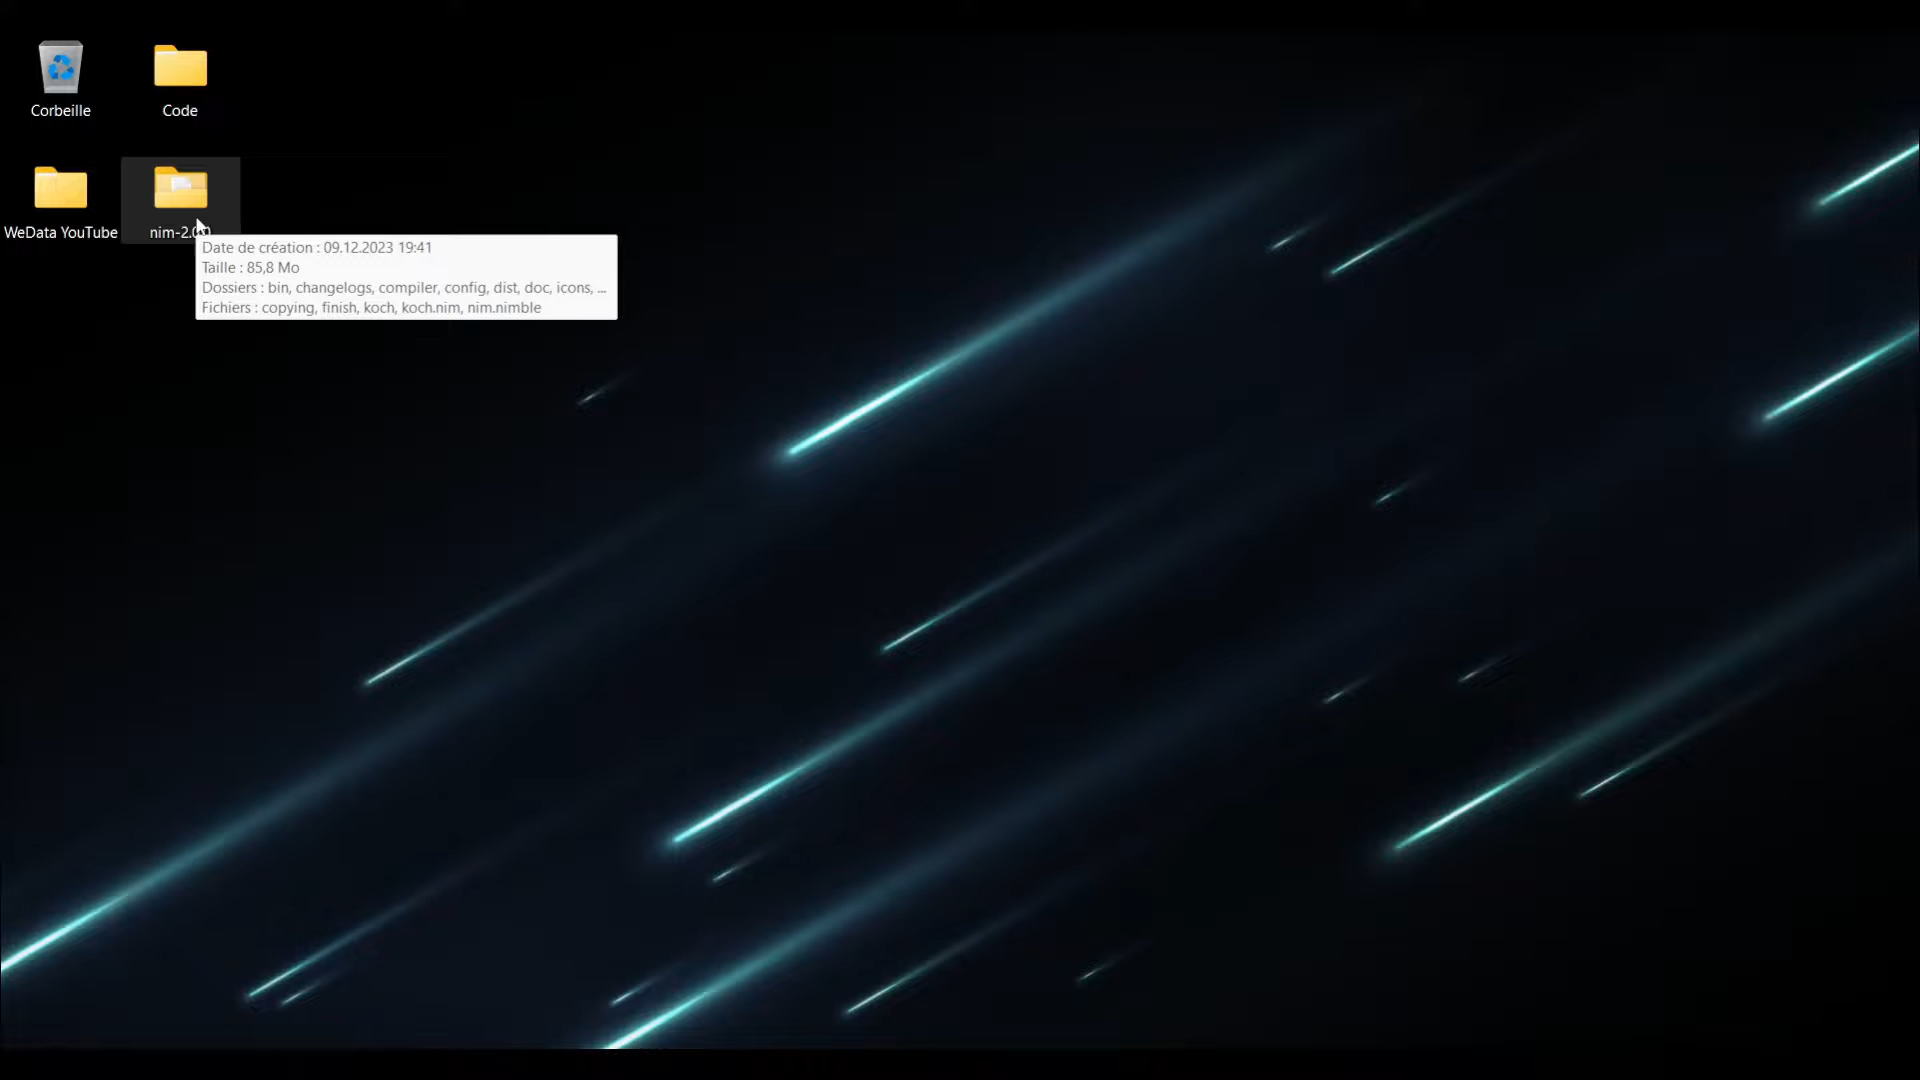 Corbeille
Code
WeData YouTube
Date de création : 09.12.2023 19:41
Taille : 85,8 Mo
Dossiers : bin, changelogs, compiler, config, dist, doc, icons, ...
Fichiers : copying, finish, koch, koch.nim, nim.nimble